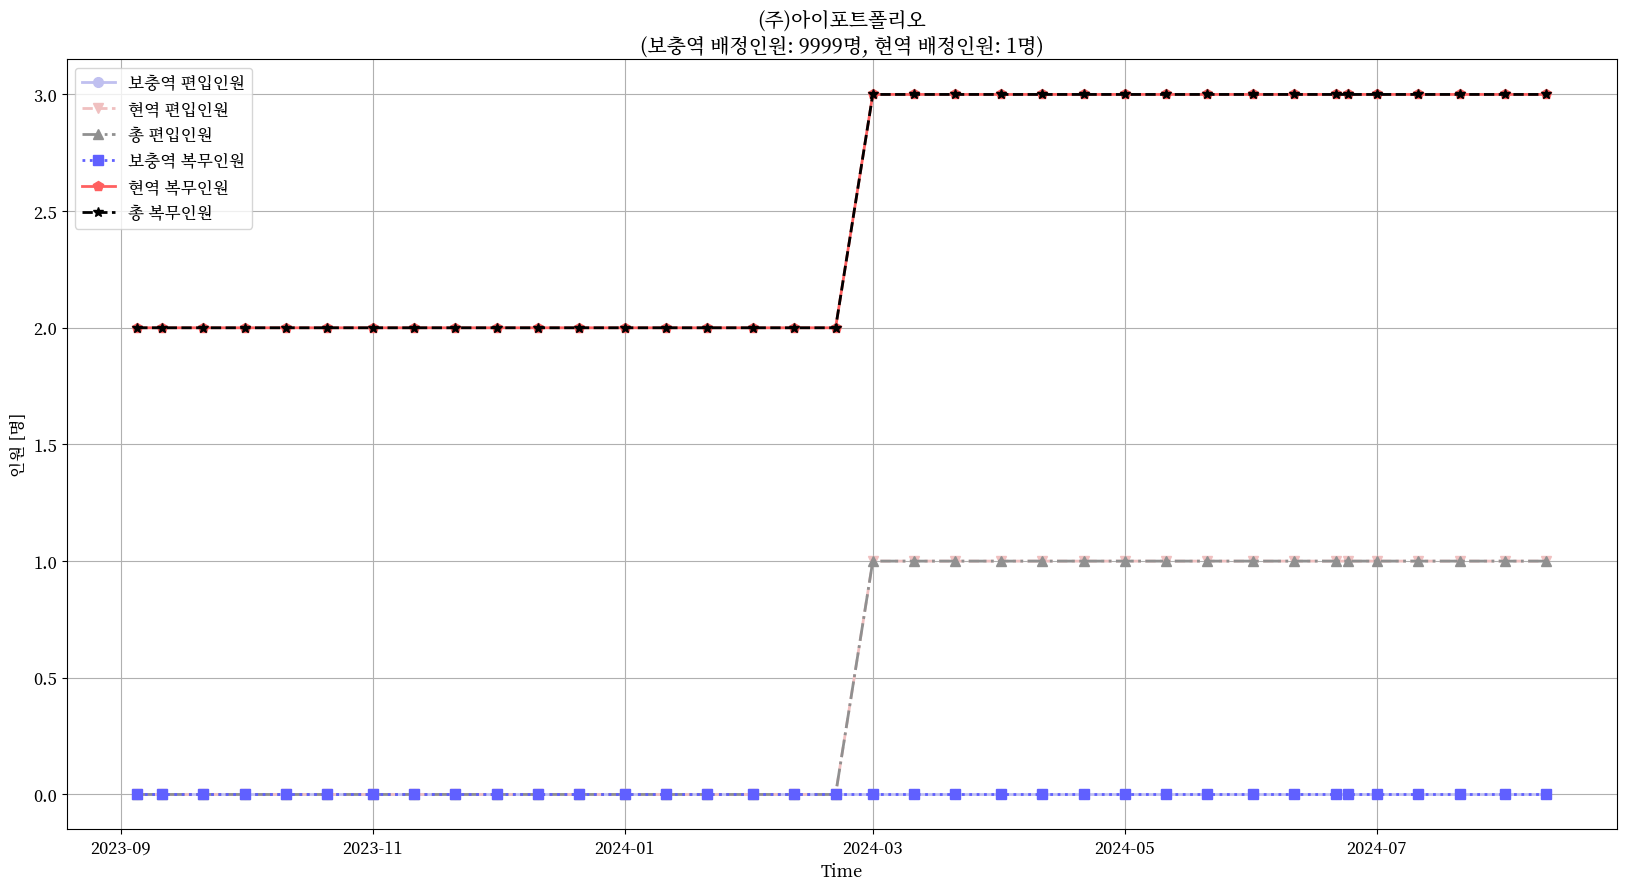 (주)아이포트폴리오
(보충역 배정인원: 9999명, 현역 배정인원: 1명)
보충역 편입인원
현역 편입인원
총 편입인원
보충역 복무인원
현역 복무인원
총 복무인원
3.0
2.5
2.0
1.5
1.0
0.5
0.0
인원 [명]
2023-09
2023-11
2024-01
2024-03
2024-05
2024-07
Time